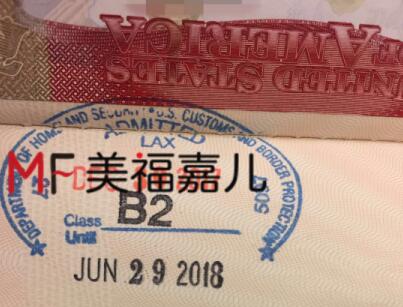 UNITED STATES
OF AMERICA
DEPARTMENT OF HOMELAND SECURITY U.S. CUSTOMS AND BORDER PROTECTION
ADMITTED
LAX
MF美福嘉儿
Class B2
Until
JUN 29 2018